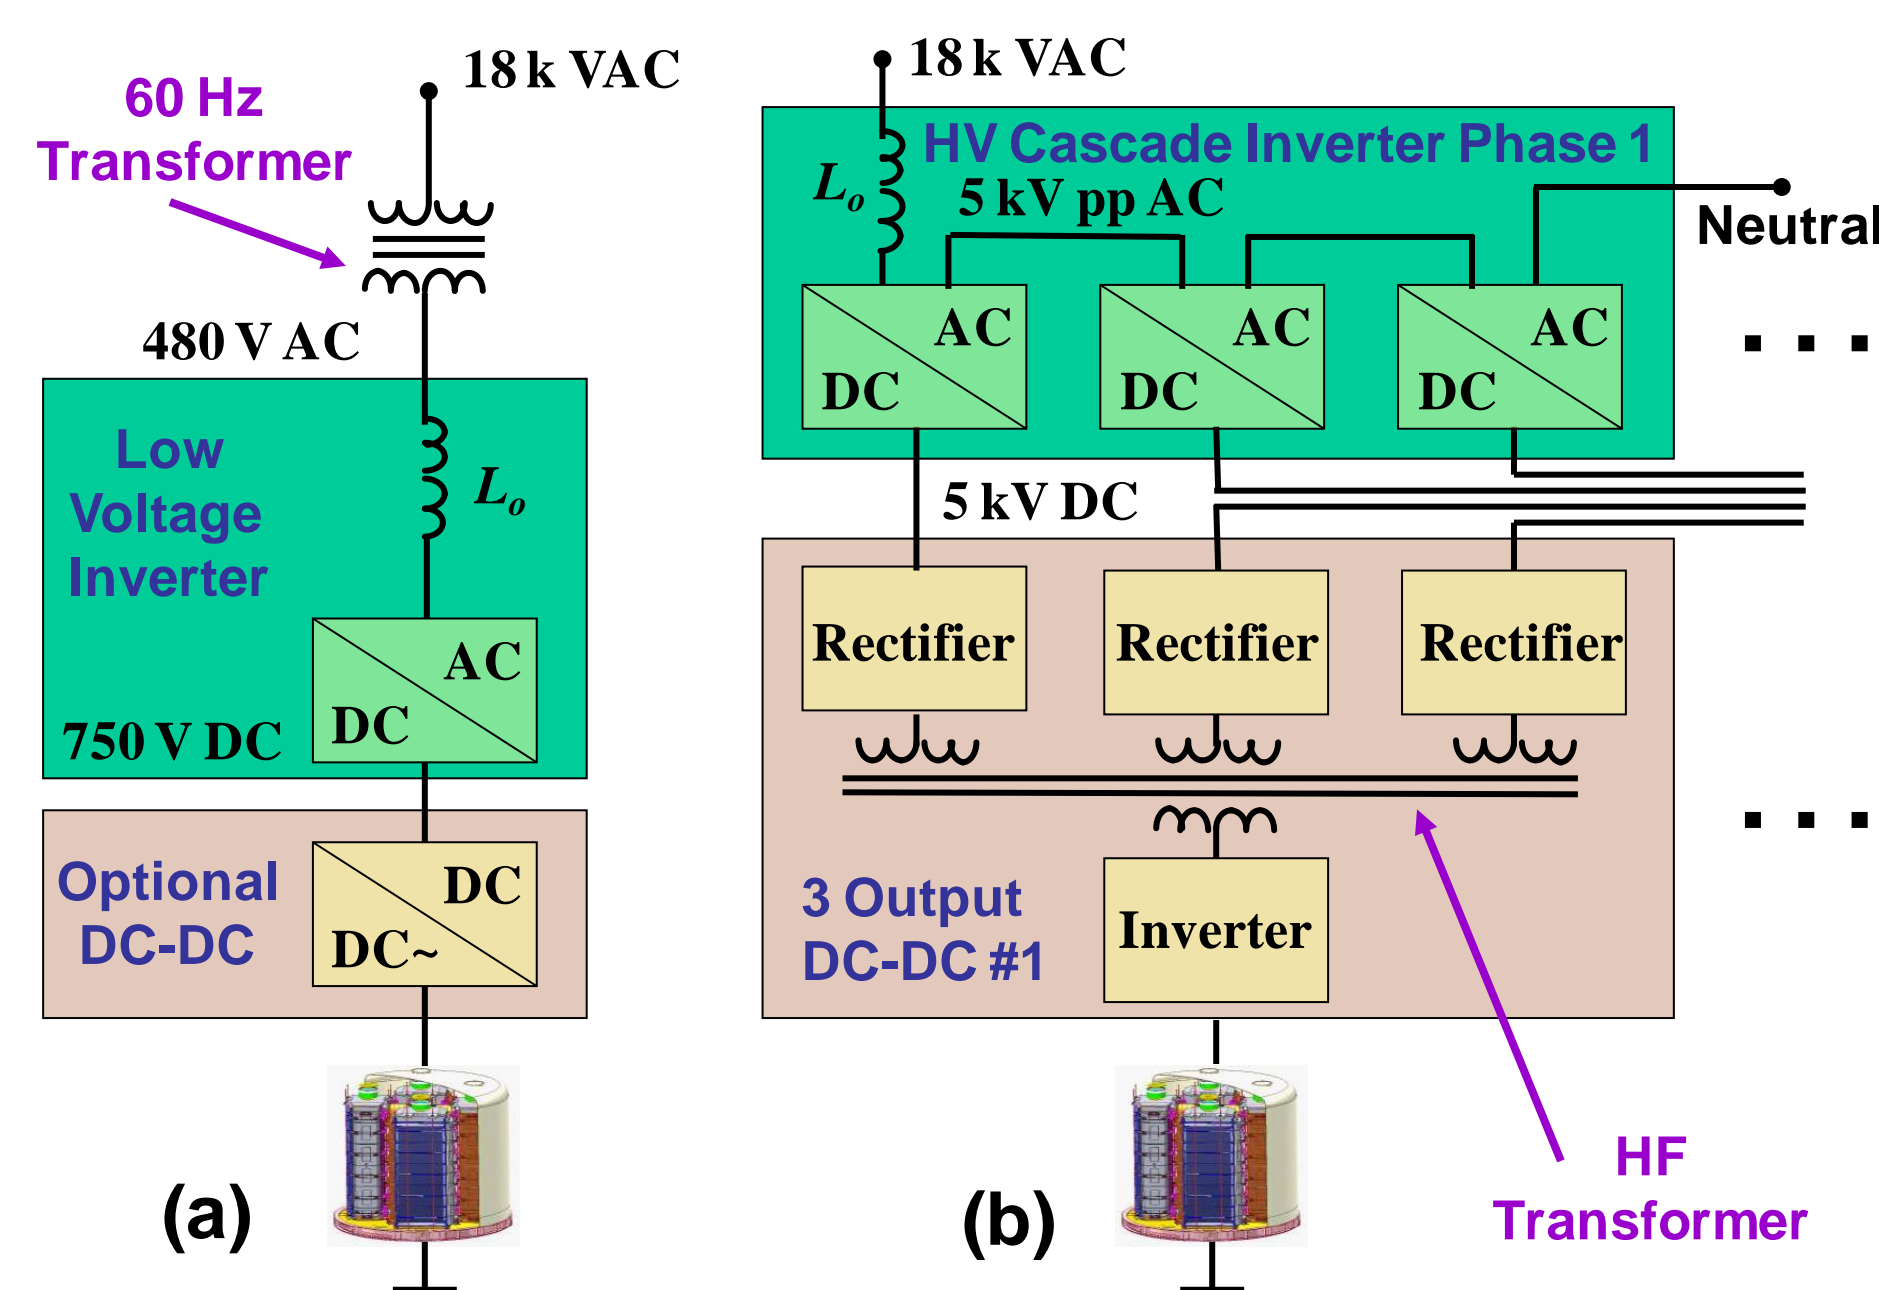 60 Hz
Transformer
18 k VAC
480 V AC
Low
Voltage
Inverter
Lo
AC
DC
750 V DC
Optional
DC-DC
DC
DC~
(a)
18 k VAC
HV Cascade Inverter Phase 1
Lo
5 kV pp AC
Neutral
AC
DC
AC
DC
AC
DC
. . .
5 kV DC
Rectifier
Rectifier
Rectifier
. . .
3 Output
DC-DC #1
Inverter
HF
Transformer
(b)